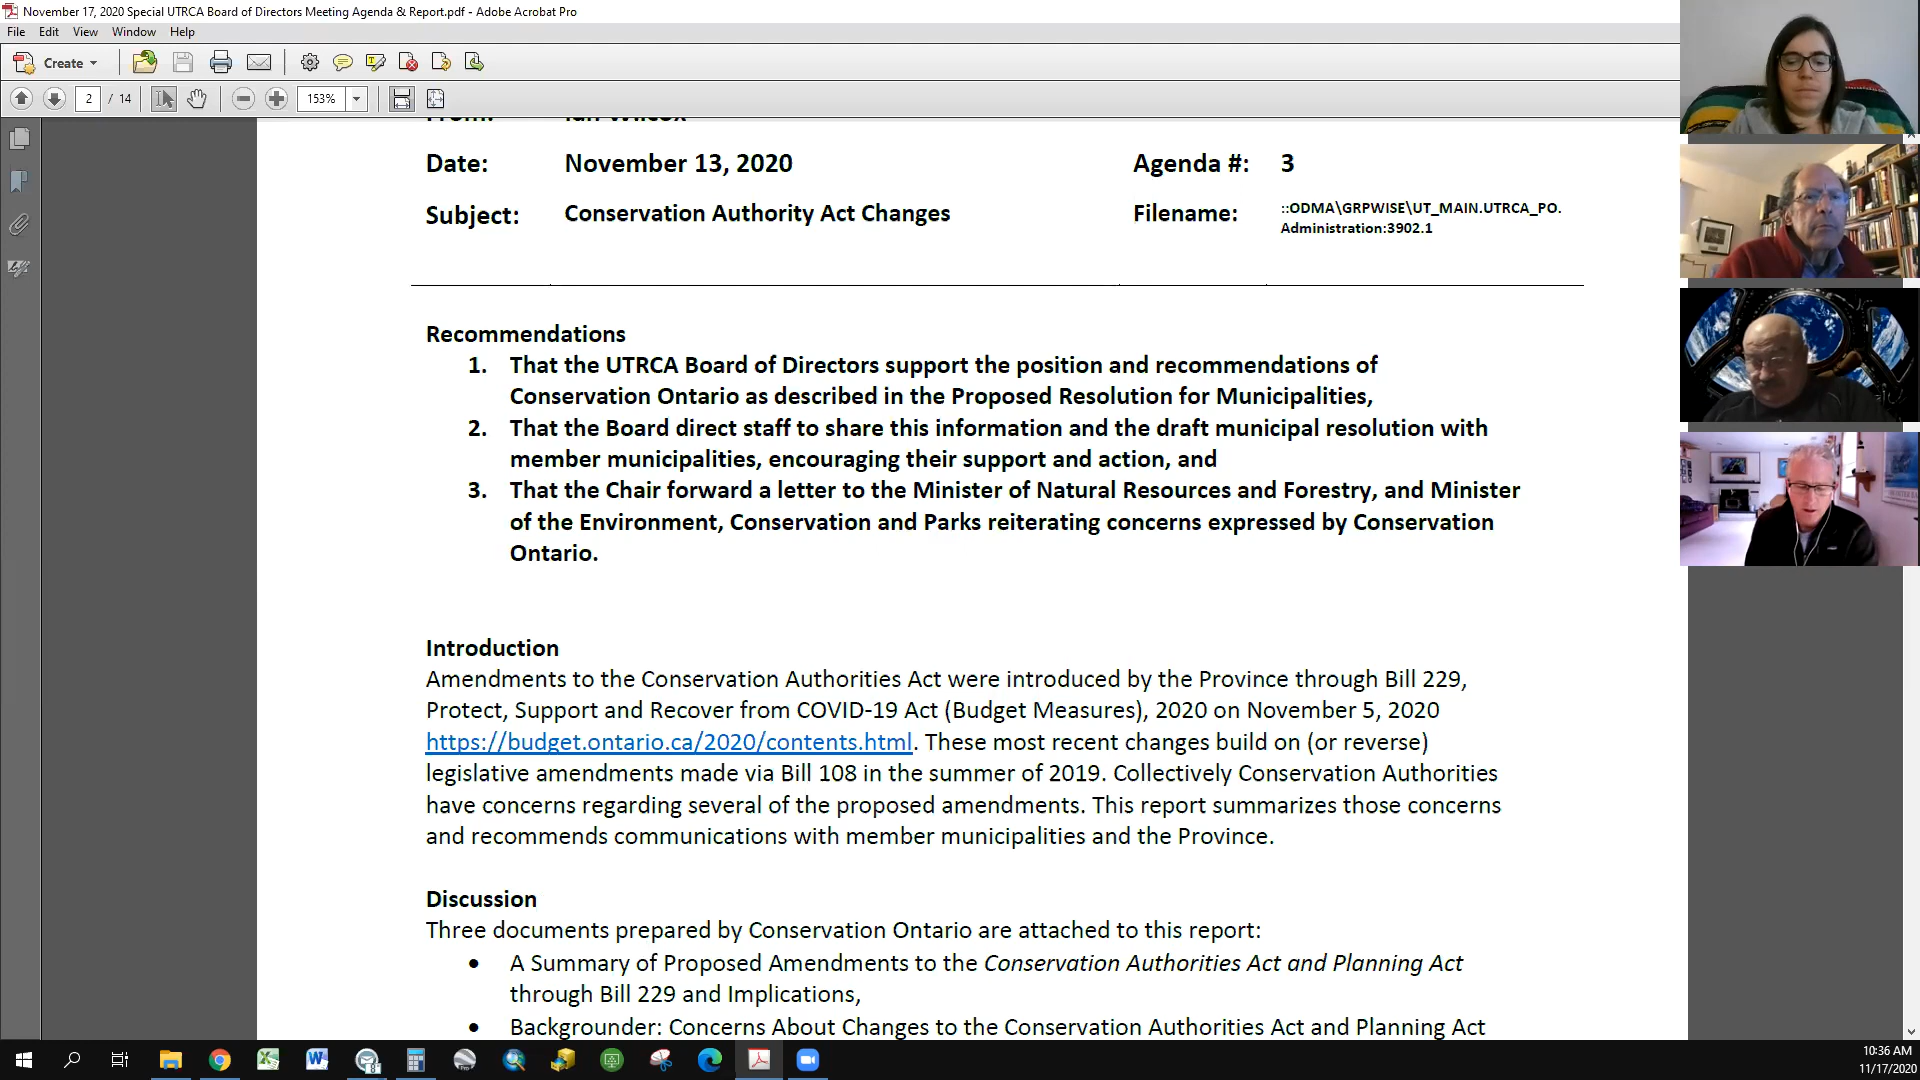 November 17, 2020 Special UTRCA Board of Directors Meeting Agenda & Report.pdf - Adobe Acrobat Pro
File Edit View Window Help
Create
2 / 14 153%
From: Ian Wilcox
Date: November 13, 2020 Agenda #: 3
Subject: Conservation Authority Act Changes Filename: ::ODMA\GRPWISE\UT_MAIN.UTRCA_PO.
Administration:3902.1
Recommendations
1. That the UTRCA Board of Directors support the position and recommendations of
Conservation Ontario as described in the Proposed Resolution for Municipalities,
2. That the Board direct staff to share this information and the draft municipal resolution with
member municipalities, encouraging their support and action, and
3. That the Chair forward a letter to the Minister of Natural Resources and Forestry, and Minister
of the Environment, Conservation and Parks reiterating concerns expressed by Conservation
Ontario.
Introduction
Amendments to the Conservation Authorities Act were introduced by the Province through Bill 229,
Protect, Support and Recover from COVID-19 Act (Budget Measures), 2020 on November 5, 2020
https://budget.ontario.ca/2020/contents.html. These most recent changes build on (or reverse)
legislative amendments made via Bill 108 in the summer of 2019. Collectively Conservation Authorities
have concerns regarding several of the proposed amendments. This report summarizes those concerns
and recommends communications with member municipalities and the Province.
Discussion
Three documents prepared by Conservation Ontario are attached to this report:
• A Summary of Proposed Amendments to the Conservation Authorities Act and Planning Act
through Bill 229 and Implications,
• Backgrounder: Concerns About Changes to the Conservation Authorities Act and Planning Act
10:36 AM
11/17/2020